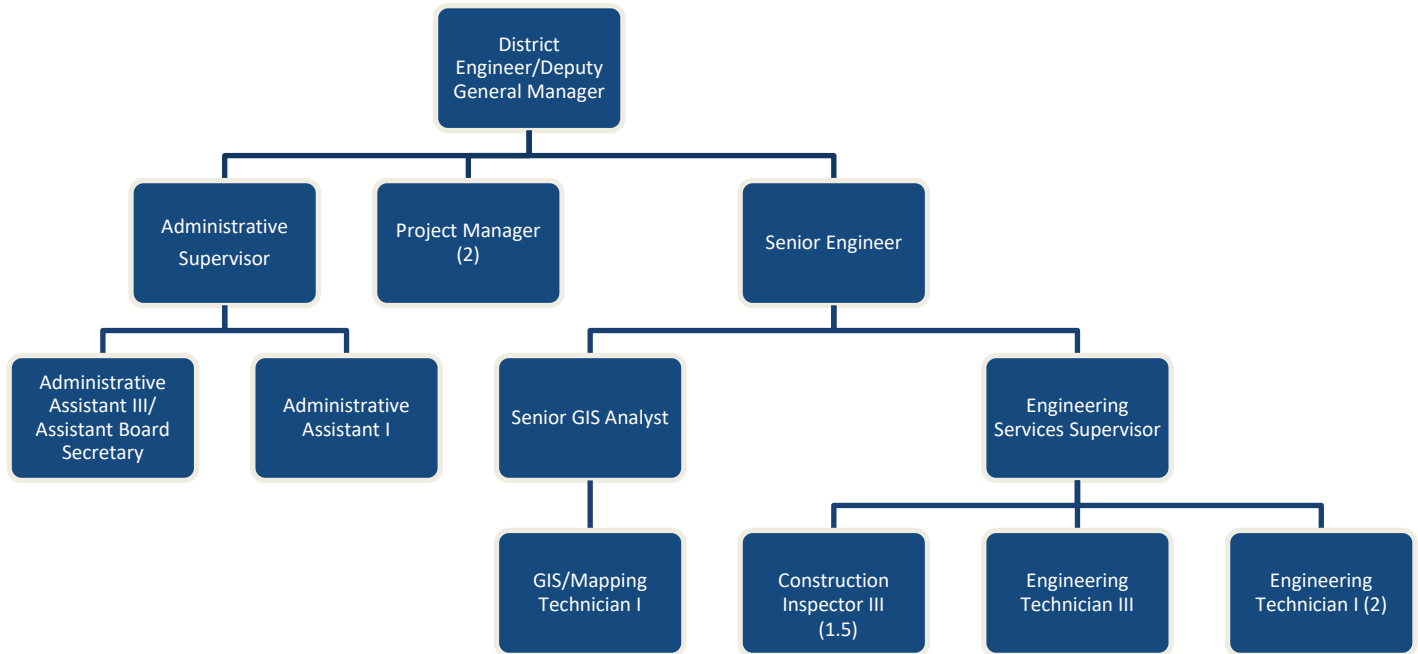 District
Engineer/Deputy
General Manager
Administrative
Supervisor
Project Manager
(2)
Senior Engineer
Administrative
Assistant III/
Assistant Board
Secretary
Administrative
Assistant I
Senior GIS Analyst
Engineering
Services Supervisor
GIS/Mapping
Technician I
Construction
Inspector III
(1.5)
Engineering
Technician III
Engineering
Technician I (2)